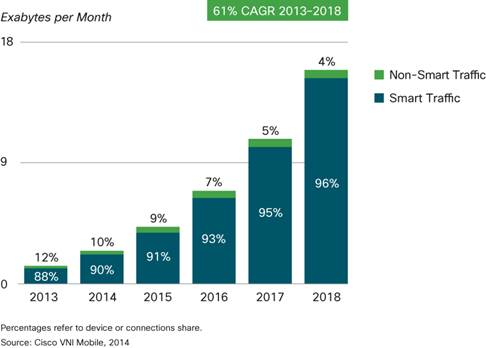 Exabytes per Month
61% CAGR 2013–2018
18
9
0
Non-Smart Traffic
Smart Traffic
12%
10%
9%
7%
5%
4%
88%
90%
91%
93%
95%
96%
2013 2014 2015 2016 2017 2018
Percentages refer to device or connections share.
Source: Cisco VNI Mobile, 2014